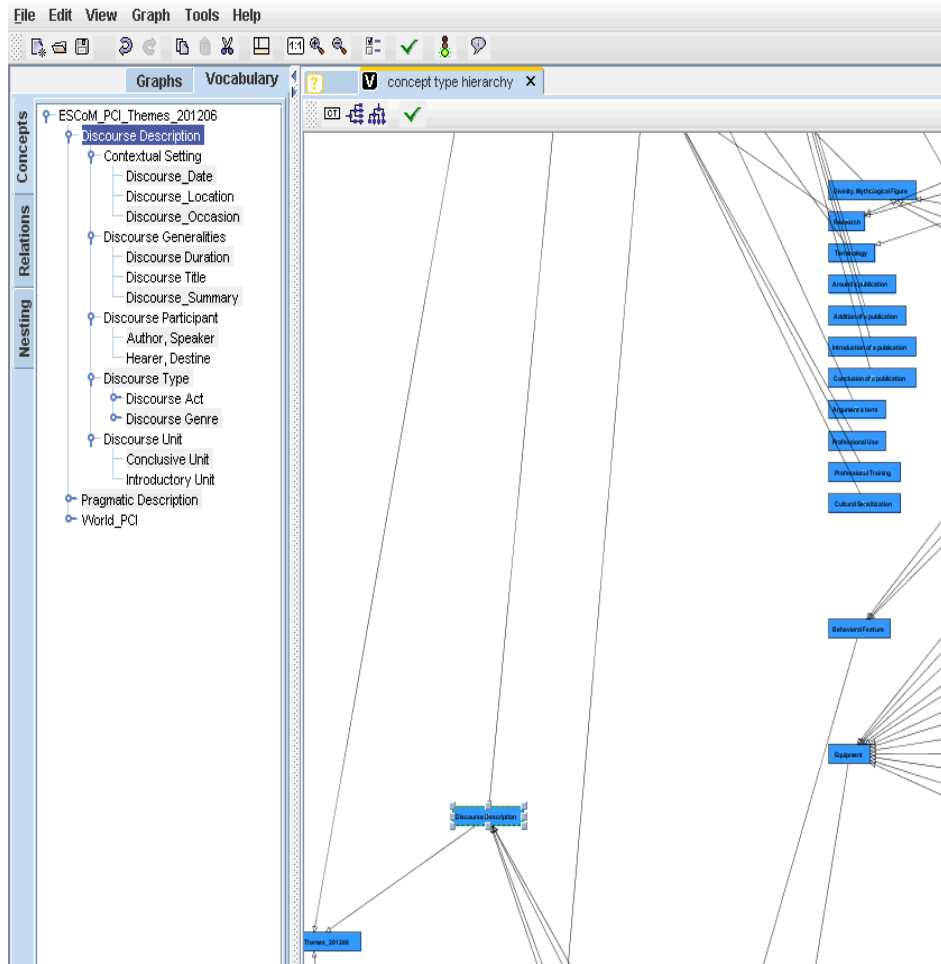 File Edit View Graph Tools Help
1:1
Graphs Vocabulary
? V concept type hierarchy X
CT
Concepts
Relations
Nesting
ESCoM_PCI_Themes_201206
Discourse Description
Contextual Setting
Discourse_Date
Discourse_Location
Discourse_Occasion
Discourse Generalities
Discourse Duration
Discourse Title
Discourse_Summary
Discourse Participant
Author, Speaker
Hearer, Destine
Discourse Type
Discourse Act
Discourse Genre
Discourse Unit
Conclusive Unit
Introductory Unit
Pragmatic Description
World_PCI
Divinity, Mythological Figure
Research
Terminology
Around a publication
Addition of a publication
Introduction of a publication
Conclusion of a publication
Argument a term
Professional Use
Professional Training
Cultural Sensitization
Behavioral Feature
Equipment
Discourse Description
Themes_201206